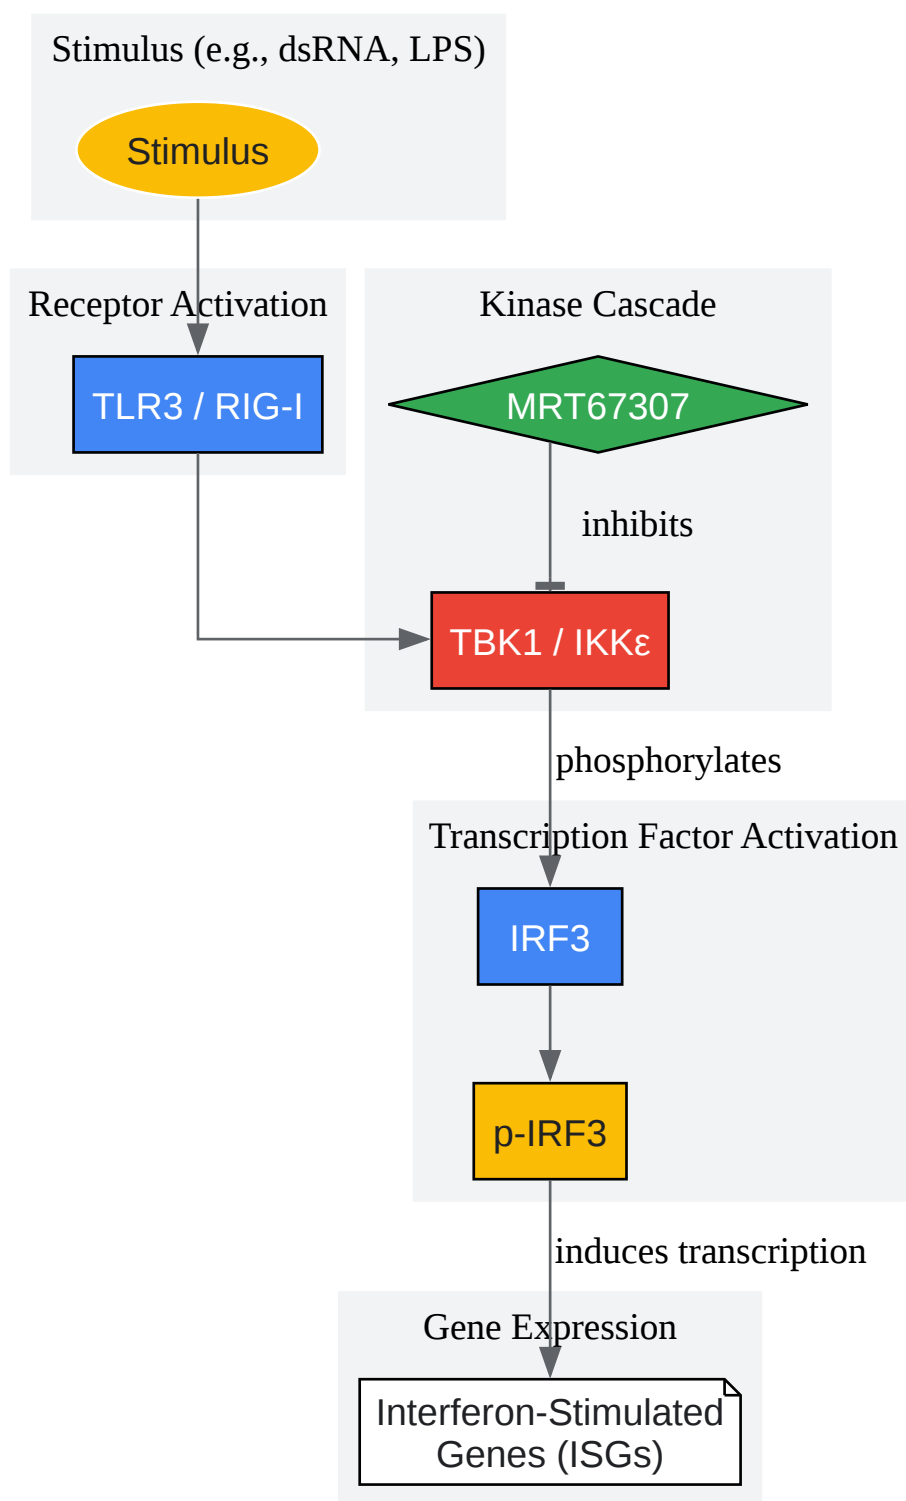 Stimulus (e.g., dsRNA, LPS)
Stimulus
Receptor Activation
Kinase Cascade
TLR3 / RIG-I
MRT67307
inhibits
TBK1 / IKKε
phosphorylates
Transcription Factor Activation
IRF3
p-IRF3
induces transcription
Gene Expression
Interferon-Stimulated
Genes (ISGs)